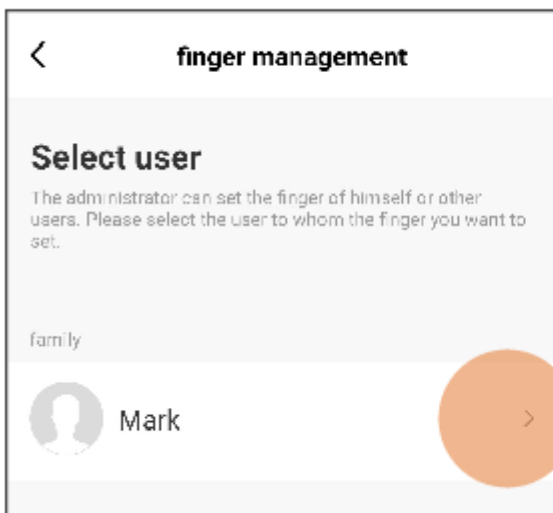 finger management
Select user
The administrator can set the finger of himself or other
users. Please select the user to whom the finger you want to
set.
family
Mark